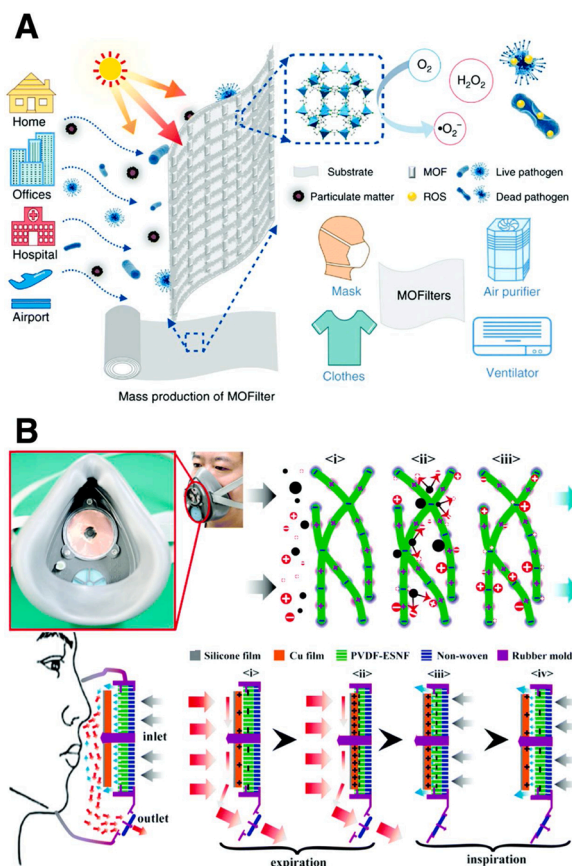 A
Home
Offices
Hospital
Airport
O₂
H₂O₂
•O₂⁻
Substrate
MOF
Live pathogen
Particulate matter
ROS
Dead pathogen
Mask
MOFilters
Air purifier
Clothes
Ventilator
Mass production of MOFilter
B
<i>
<ii>
<iii>
Silicone film
Cu film
PVDF-ESNF
Non-woven
Rubber mold
<i>
<ii>
<iii>
<iv>
inlet
outlet
expiration
inspiration